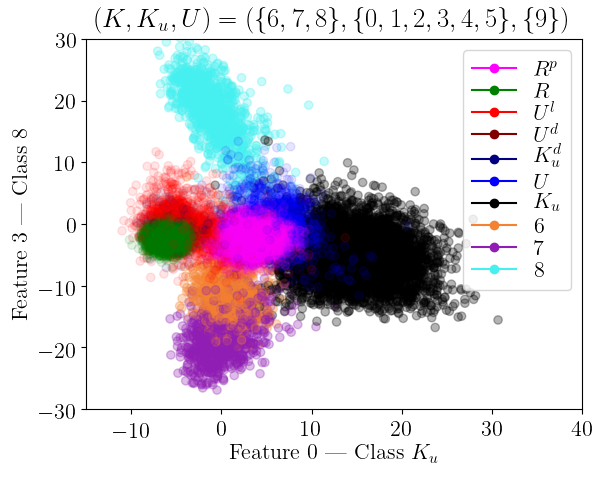 (K, K_u, U) = ({6, 7, 8}, {0, 1, 2, 3, 4, 5}, {9})
30
20
10
0
−10
−20
−30
Feature 3 — Class 8
R^p
R
U^l
U^d
K_u^d
U
K_u
6
7
8
−10
0
10
20
30
40
Feature 0 — Class K_u